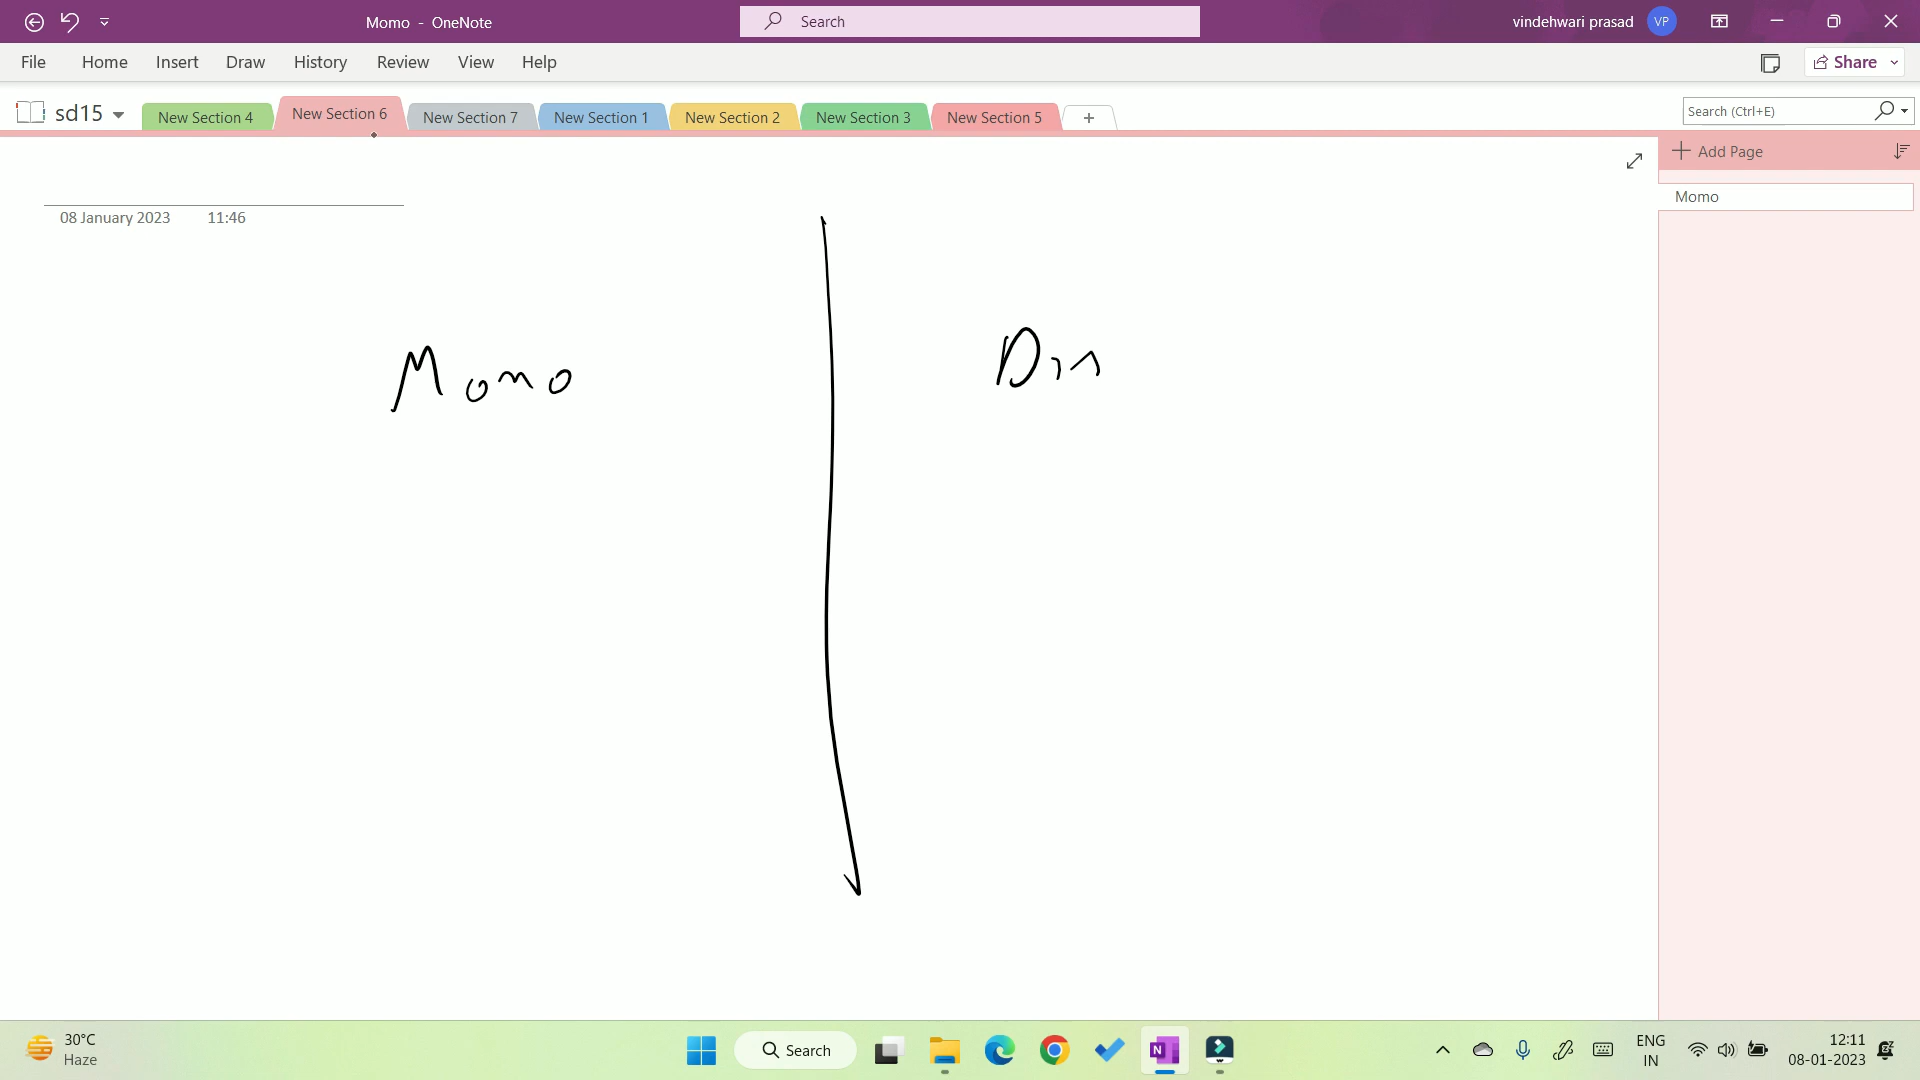 Momo - OneNote
Search
vindehwari prasad
VP
File Home Insert Draw History Review View Help
Share
sd15
New Section 4
New Section 6
New Section 7
New Section 1
New Section 2
New Section 3
New Section 5
+
Search (Ctrl+E)
Add Page
Momo
08 January 2023 11:46
Momo
Din
30°C
Haze
Search
ENG
IN
12:11
08-01-2023